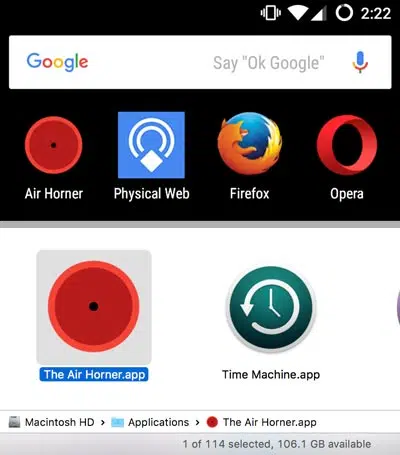 2:22
Google Say "Ok Google"
Air Horner Physical Web Firefox Opera
The Air Horner.app Time Machine.app
Macintosh HD › Applications › The Air Horner.app
1 of 114 selected, 106.1 GB available